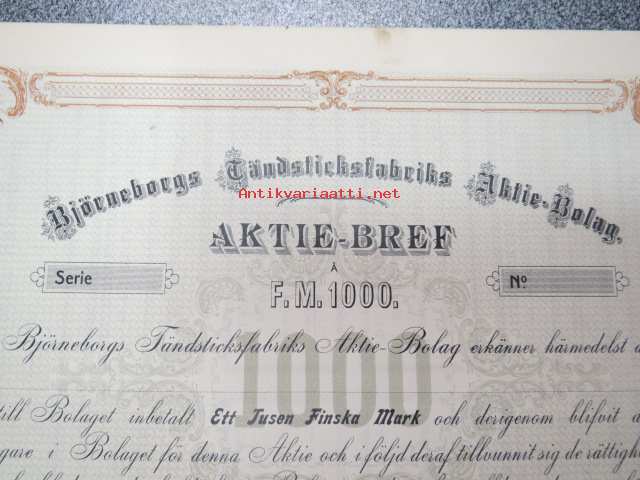 Björneborgs Tändsticksfabriks Aktie-Bolag.
Antikvariaatti.net
AKTIE-BREF
Serie
À
No
F.M.1000.
1000
Björneborgs Tändsticksfabriks Aktie-Bolag erkänner härmedelst a
till Bolaget inbetalt Ett Tusen Finska Mark och derigenom blifvit
gare i Bolaget för denna Aktie och i följd deraf tillvunnit sig de rättigh